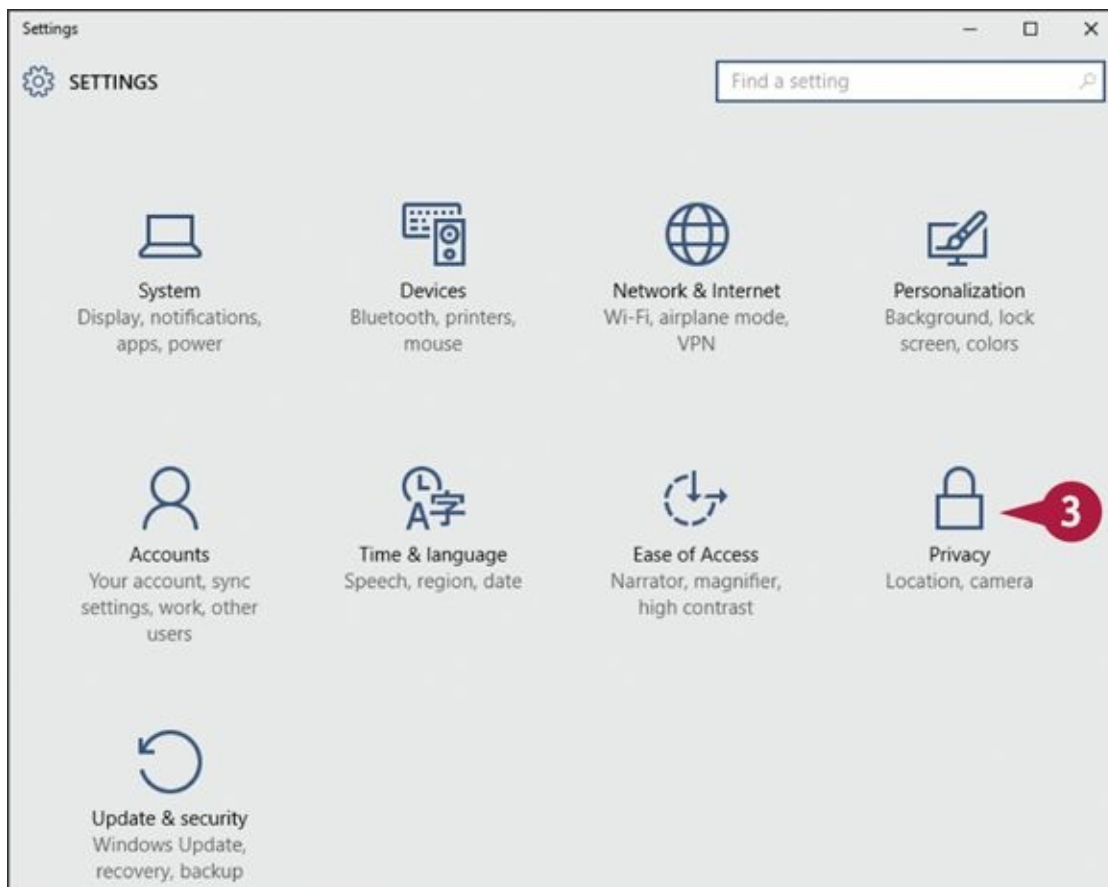 Settings
SETTINGS
Find a setting
System
Display, notifications,
apps, power
Devices
Bluetooth, printers,
mouse
Network & Internet
Wi-Fi, airplane mode,
VPN
Personalization
Background, lock
screen, colors
Accounts
Your account, sync
settings, work, other
users
Time & language
Speech, region, date
Ease of Access
Narrator, magnifier,
high contrast
Privacy
Location, camera
3
A字
Update & security
Windows Update,
recovery, backup